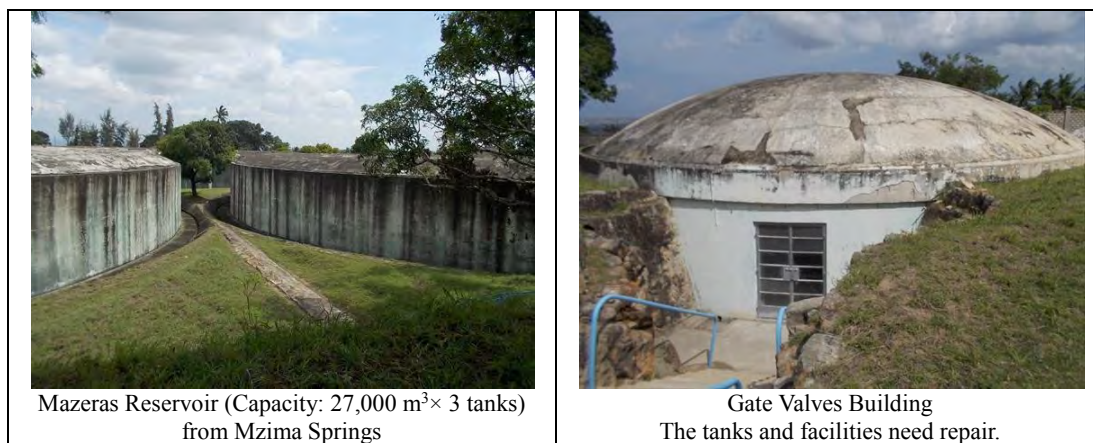 Mazeras Reservoir (Capacity: 27,000 m³× 3 tanks)
from Mzima Springs
Gate Valves Building
The tanks and facilities need repair.